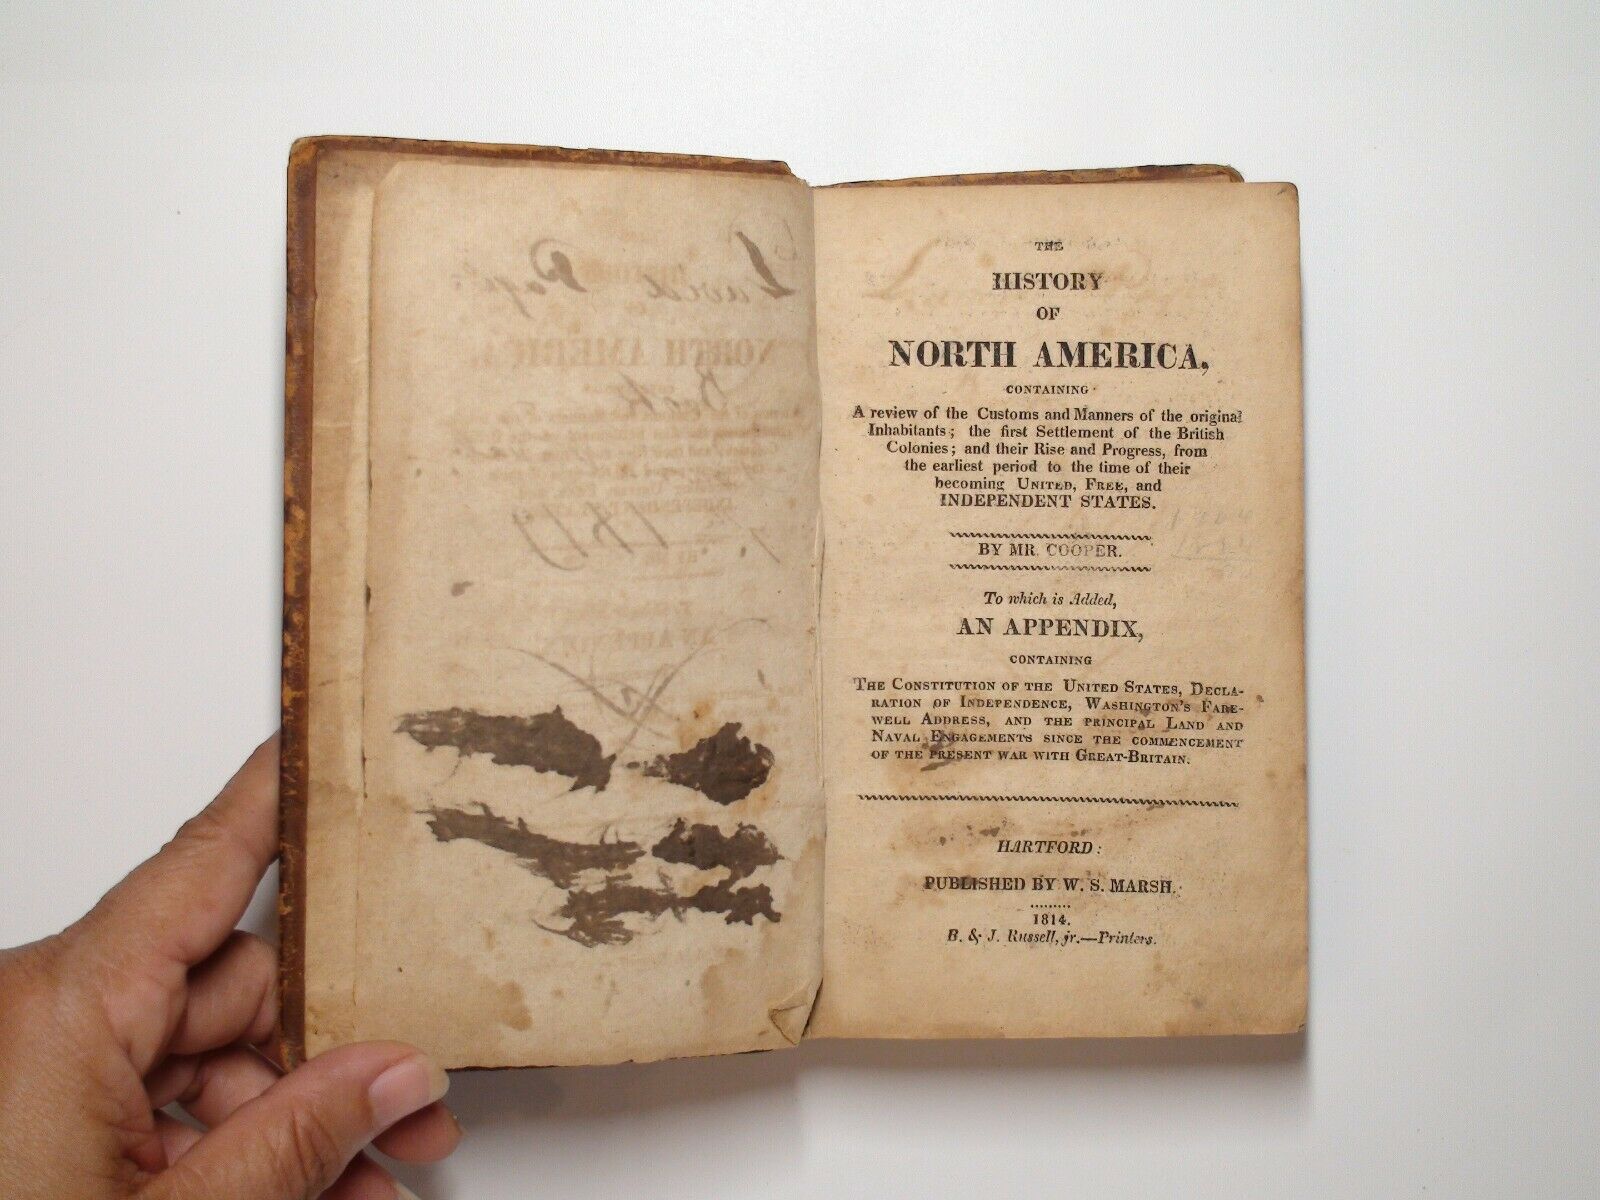 David Page's
Book
1819
THE
HISTORY
OF
NORTH AMERICA,
CONTAINING
A review of the Customs and Manners of the original
Inhabitants; the first Settlement of the British
Colonies; and their Rise and Progress, from
the earliest period to the time of their
becoming UNITED, FREE, and
INDEPENDENT STATES.
BY MR. COOPER.
To which is Added,
AN APPENDIX,
CONTAINING
THE CONSTITUTION OF THE UNITED STATES, DECLA-
RATION OF INDEPENDENCE, WASHINGTON'S FARE-
WELL ADDRESS, AND THE PRINCIPAL LAND AND
NAVAL ENGAGEMENTS SINCE THE COMMENCEMENT
OF THE PRESENT WAR WITH GREAT-BRITAIN.
HARTFORD:
PUBLISHED BY W. S. MARSH.
.........
1814.
B. & J. Russell, jr.—Printers.